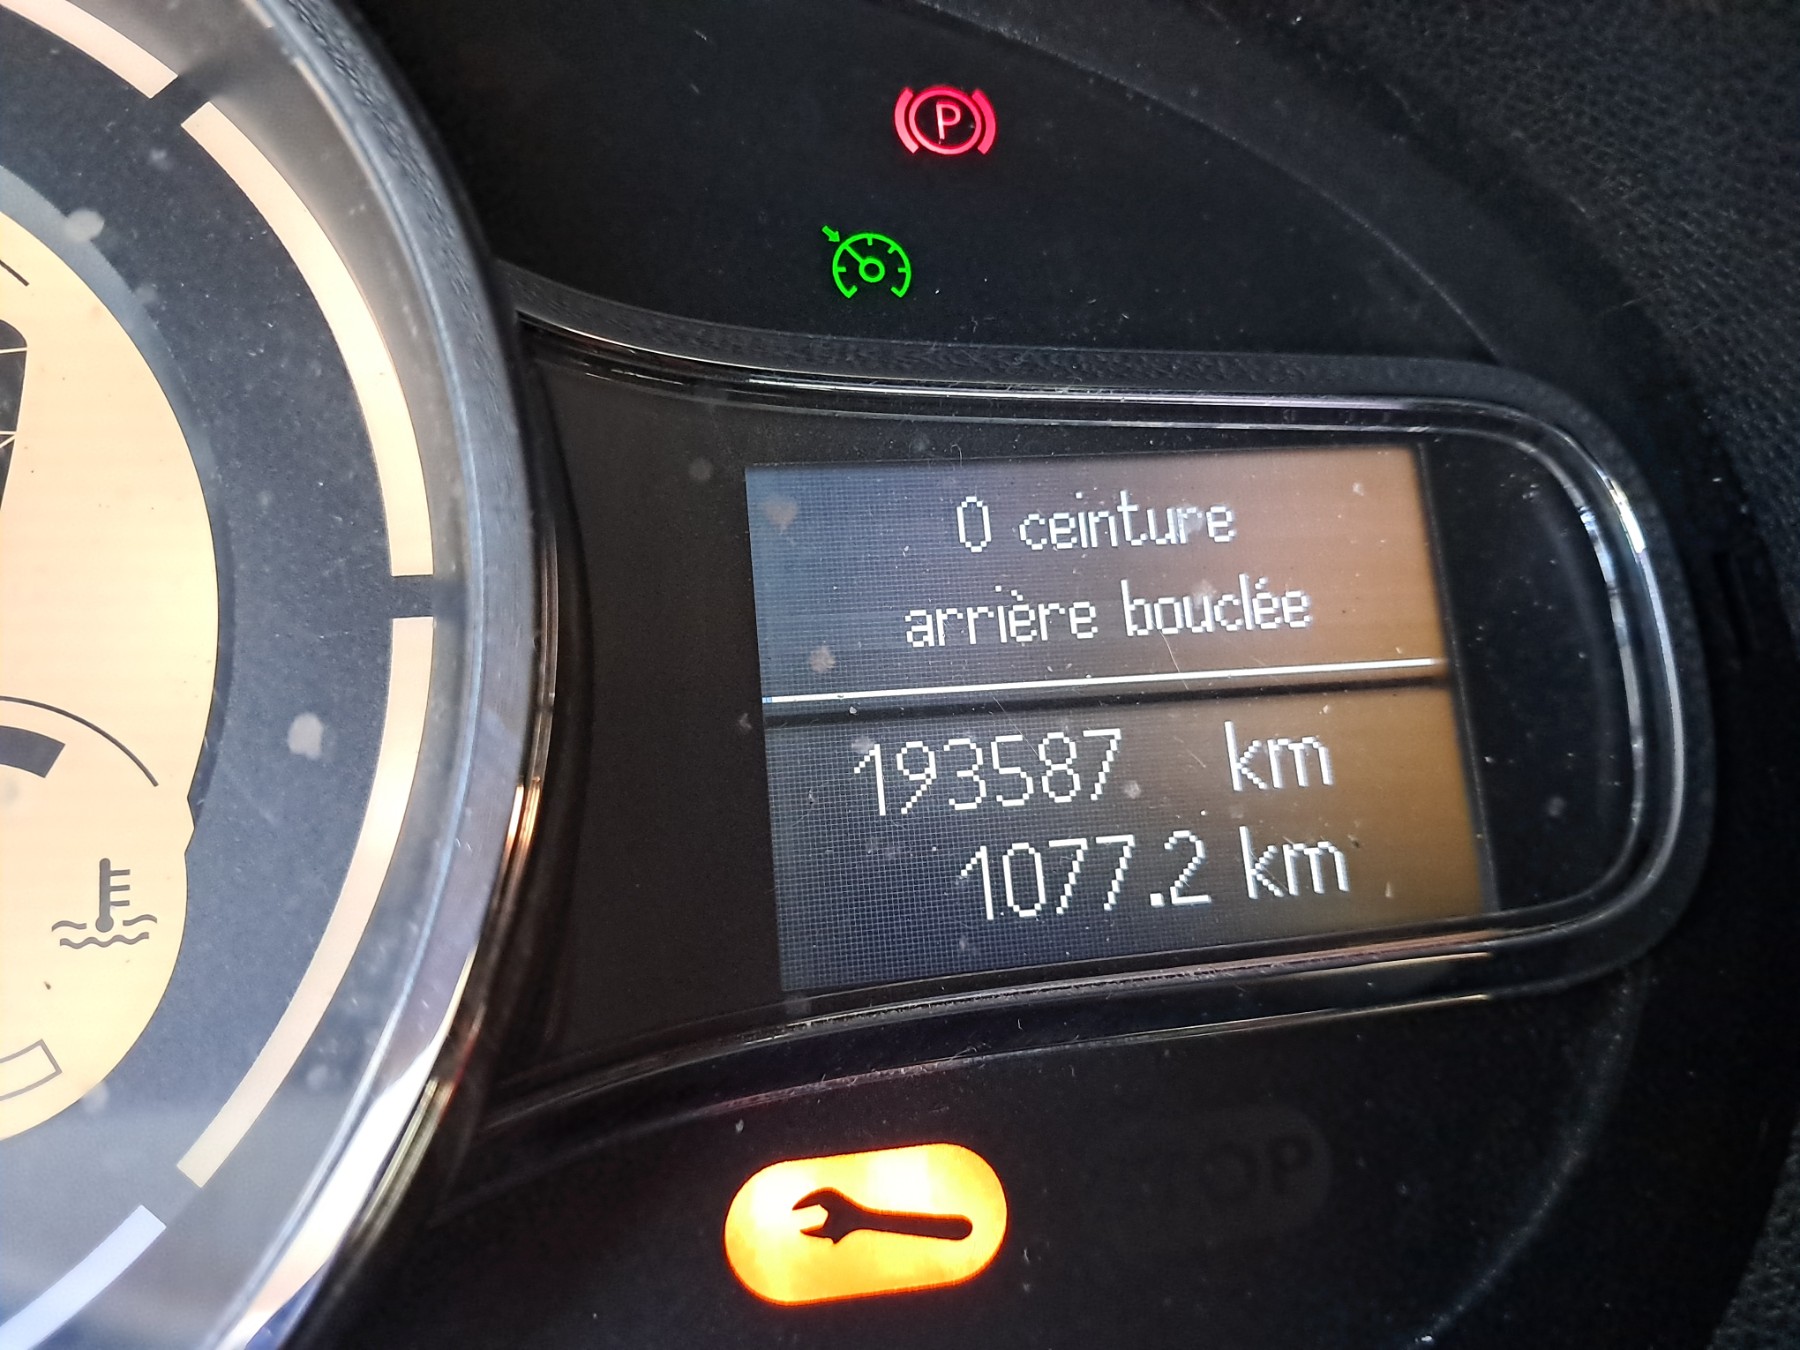 P
0 ceinture
arrière bouclée
193587 km
1077.2 km